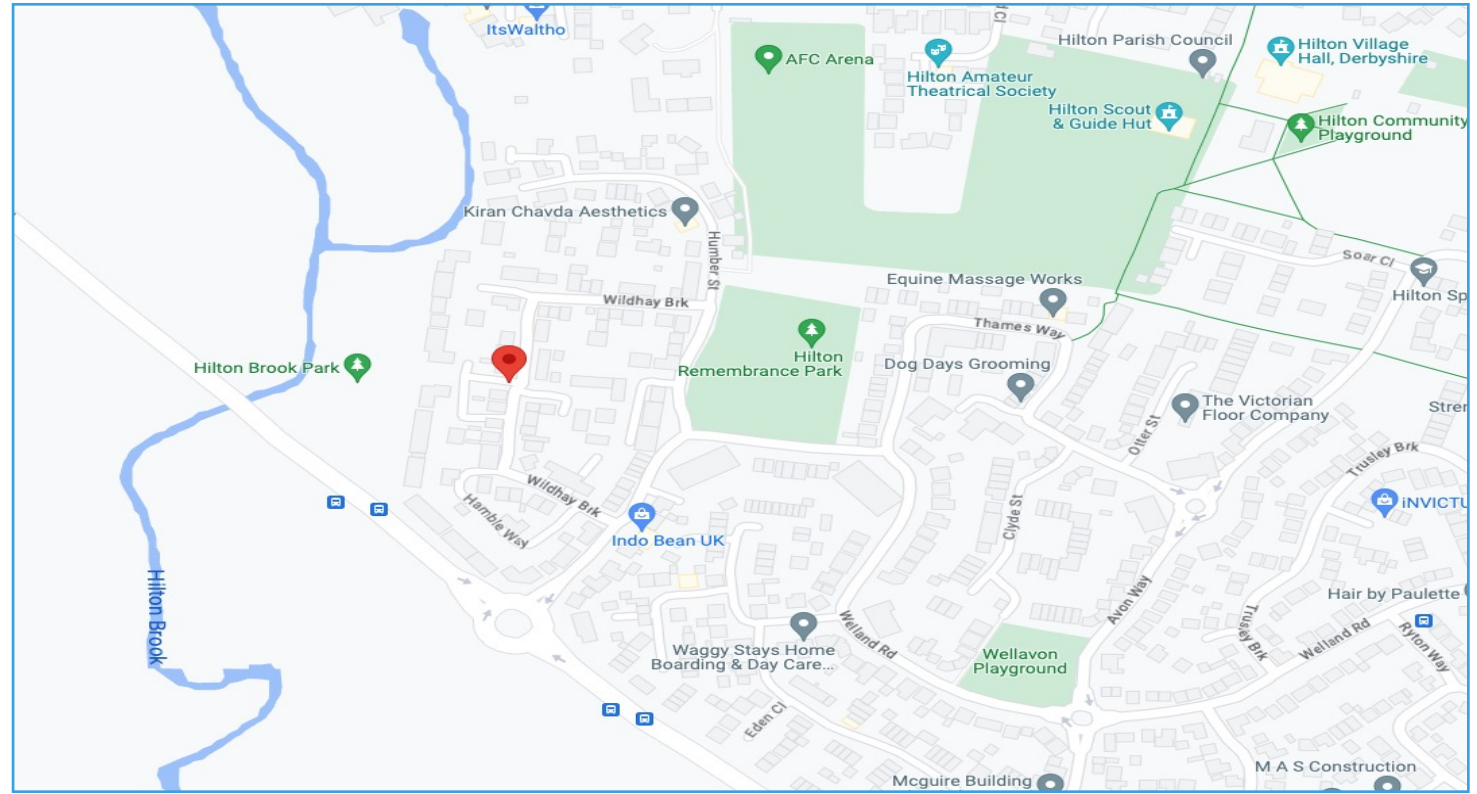 ItsWaltho
AFC Arena
Hilton Parish Council
Hilton Village
Hall, Derbyshire
Hilton Amateur
Theatrical Society
Hilton Scout
& Guide Hut
Hilton Community
Playground
Kiran Chavda Aesthetics
Humber St
Soar Cl
Equine Massage Works
Hilton Sp
Wildhay Brk
Thames Way
Hilton
Remembrance Park
Hilton Brook Park
Dog Days Grooming
The Victorian
Floor Company
Strer
Otter St
Trusley Brk
Wildhay Brk
Hamble Way
Clyde St
iNVICTU
Indo Bean UK
Hilton Brook
Avon Way
Hair by Paulette
Trusley Brk
Welland Rd
Ryton Way
Welland Rd
Waggy Stays Home
Boarding & Day Care...
Wellavon
Playground
Eden Cl
M A S Construction
Mcguire Building